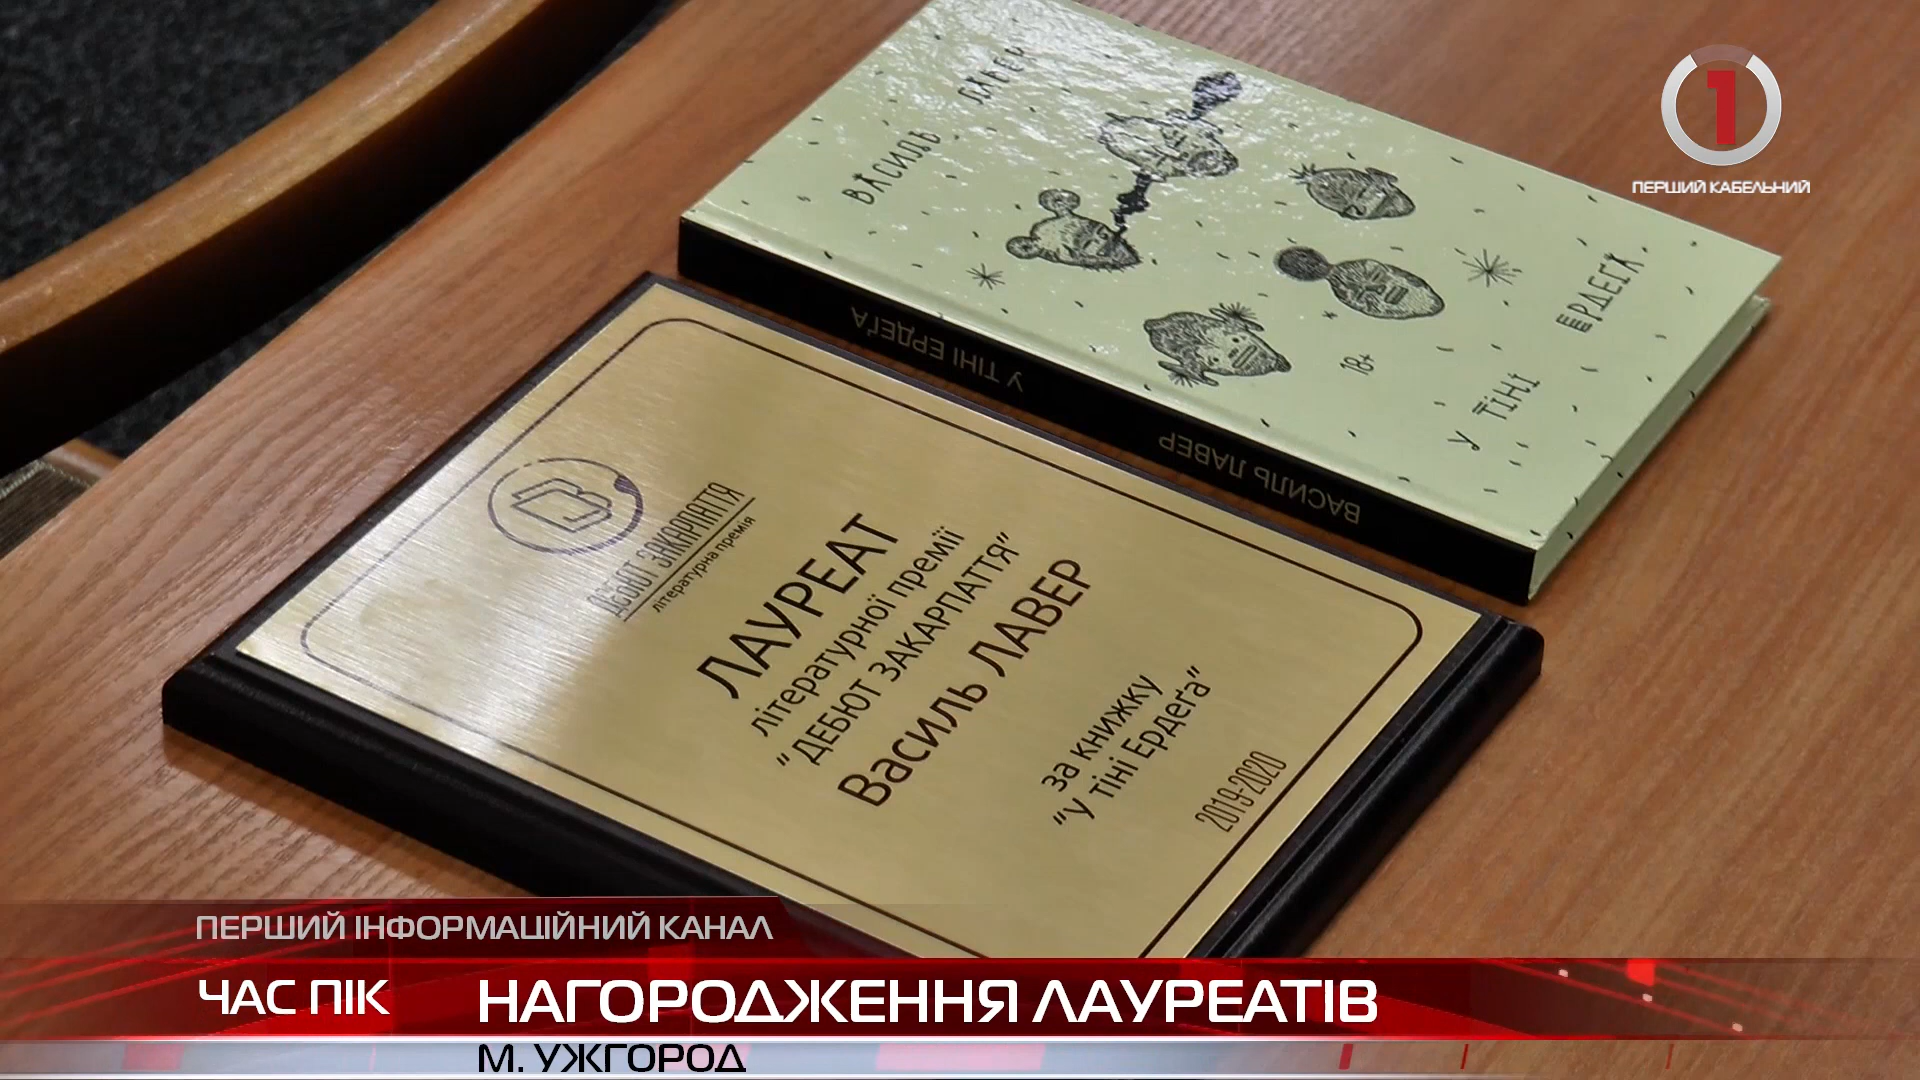 1
ПЕРШИЙ КАБЕЛЬНИЙ
ВАСИЛЬ ЛАВЕР
18+
У ТІНІ ЕРДЕҐА
У ТІНІ ЕРДЕҐА
ВАСИЛЬ ЛАВЕР
ДЕБЮТ ЗАКАРПАТТЯ
літературна премія
ЛАУРЕАТ
літературної премії
“ДЕБЮТ ЗАКАРПАТТЯ”
Василь ЛАВЕР
за книжку
“У тіні Ердеґа”
2019-2020
ПЕРШИЙ ІНФОРМАЦІЙНИЙ КАНАЛ
ЧАС ПІК
НАГОРОДЖЕННЯ ЛАУРЕАТІВ
М. УЖГОРОД